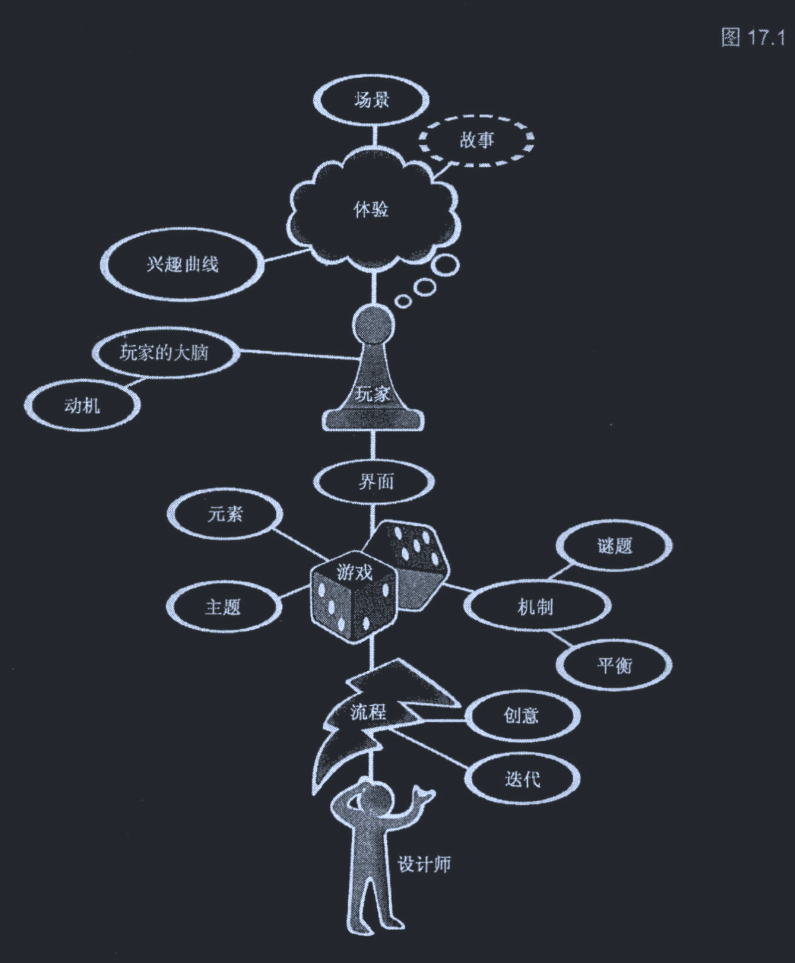 图 17.1
场景
故事
体验
兴趣曲线
玩家的大脑
动机
玩家
界面
元素
谜题
游戏
主题
机制
平衡
流程
创意
迭代
设计师